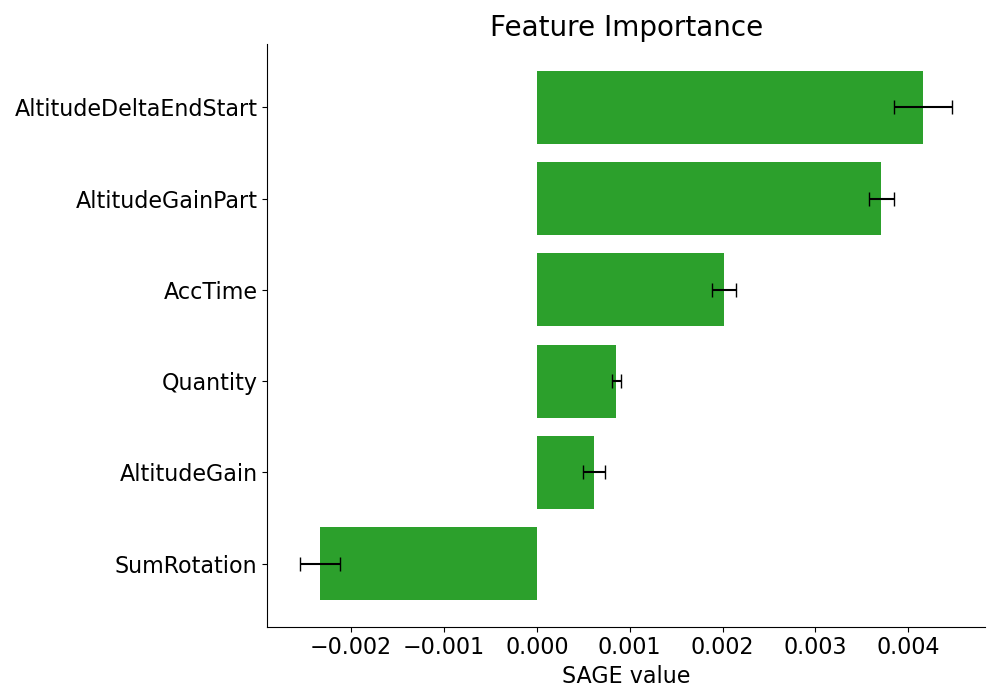 Feature Importance
AltitudeDeltaEndStart
AltitudeGainPart
AccTime
Quantity
AltitudeGain
SumRotation
−0.002 −0.001 0.000 0.001 0.002 0.003 0.004
SAGE value